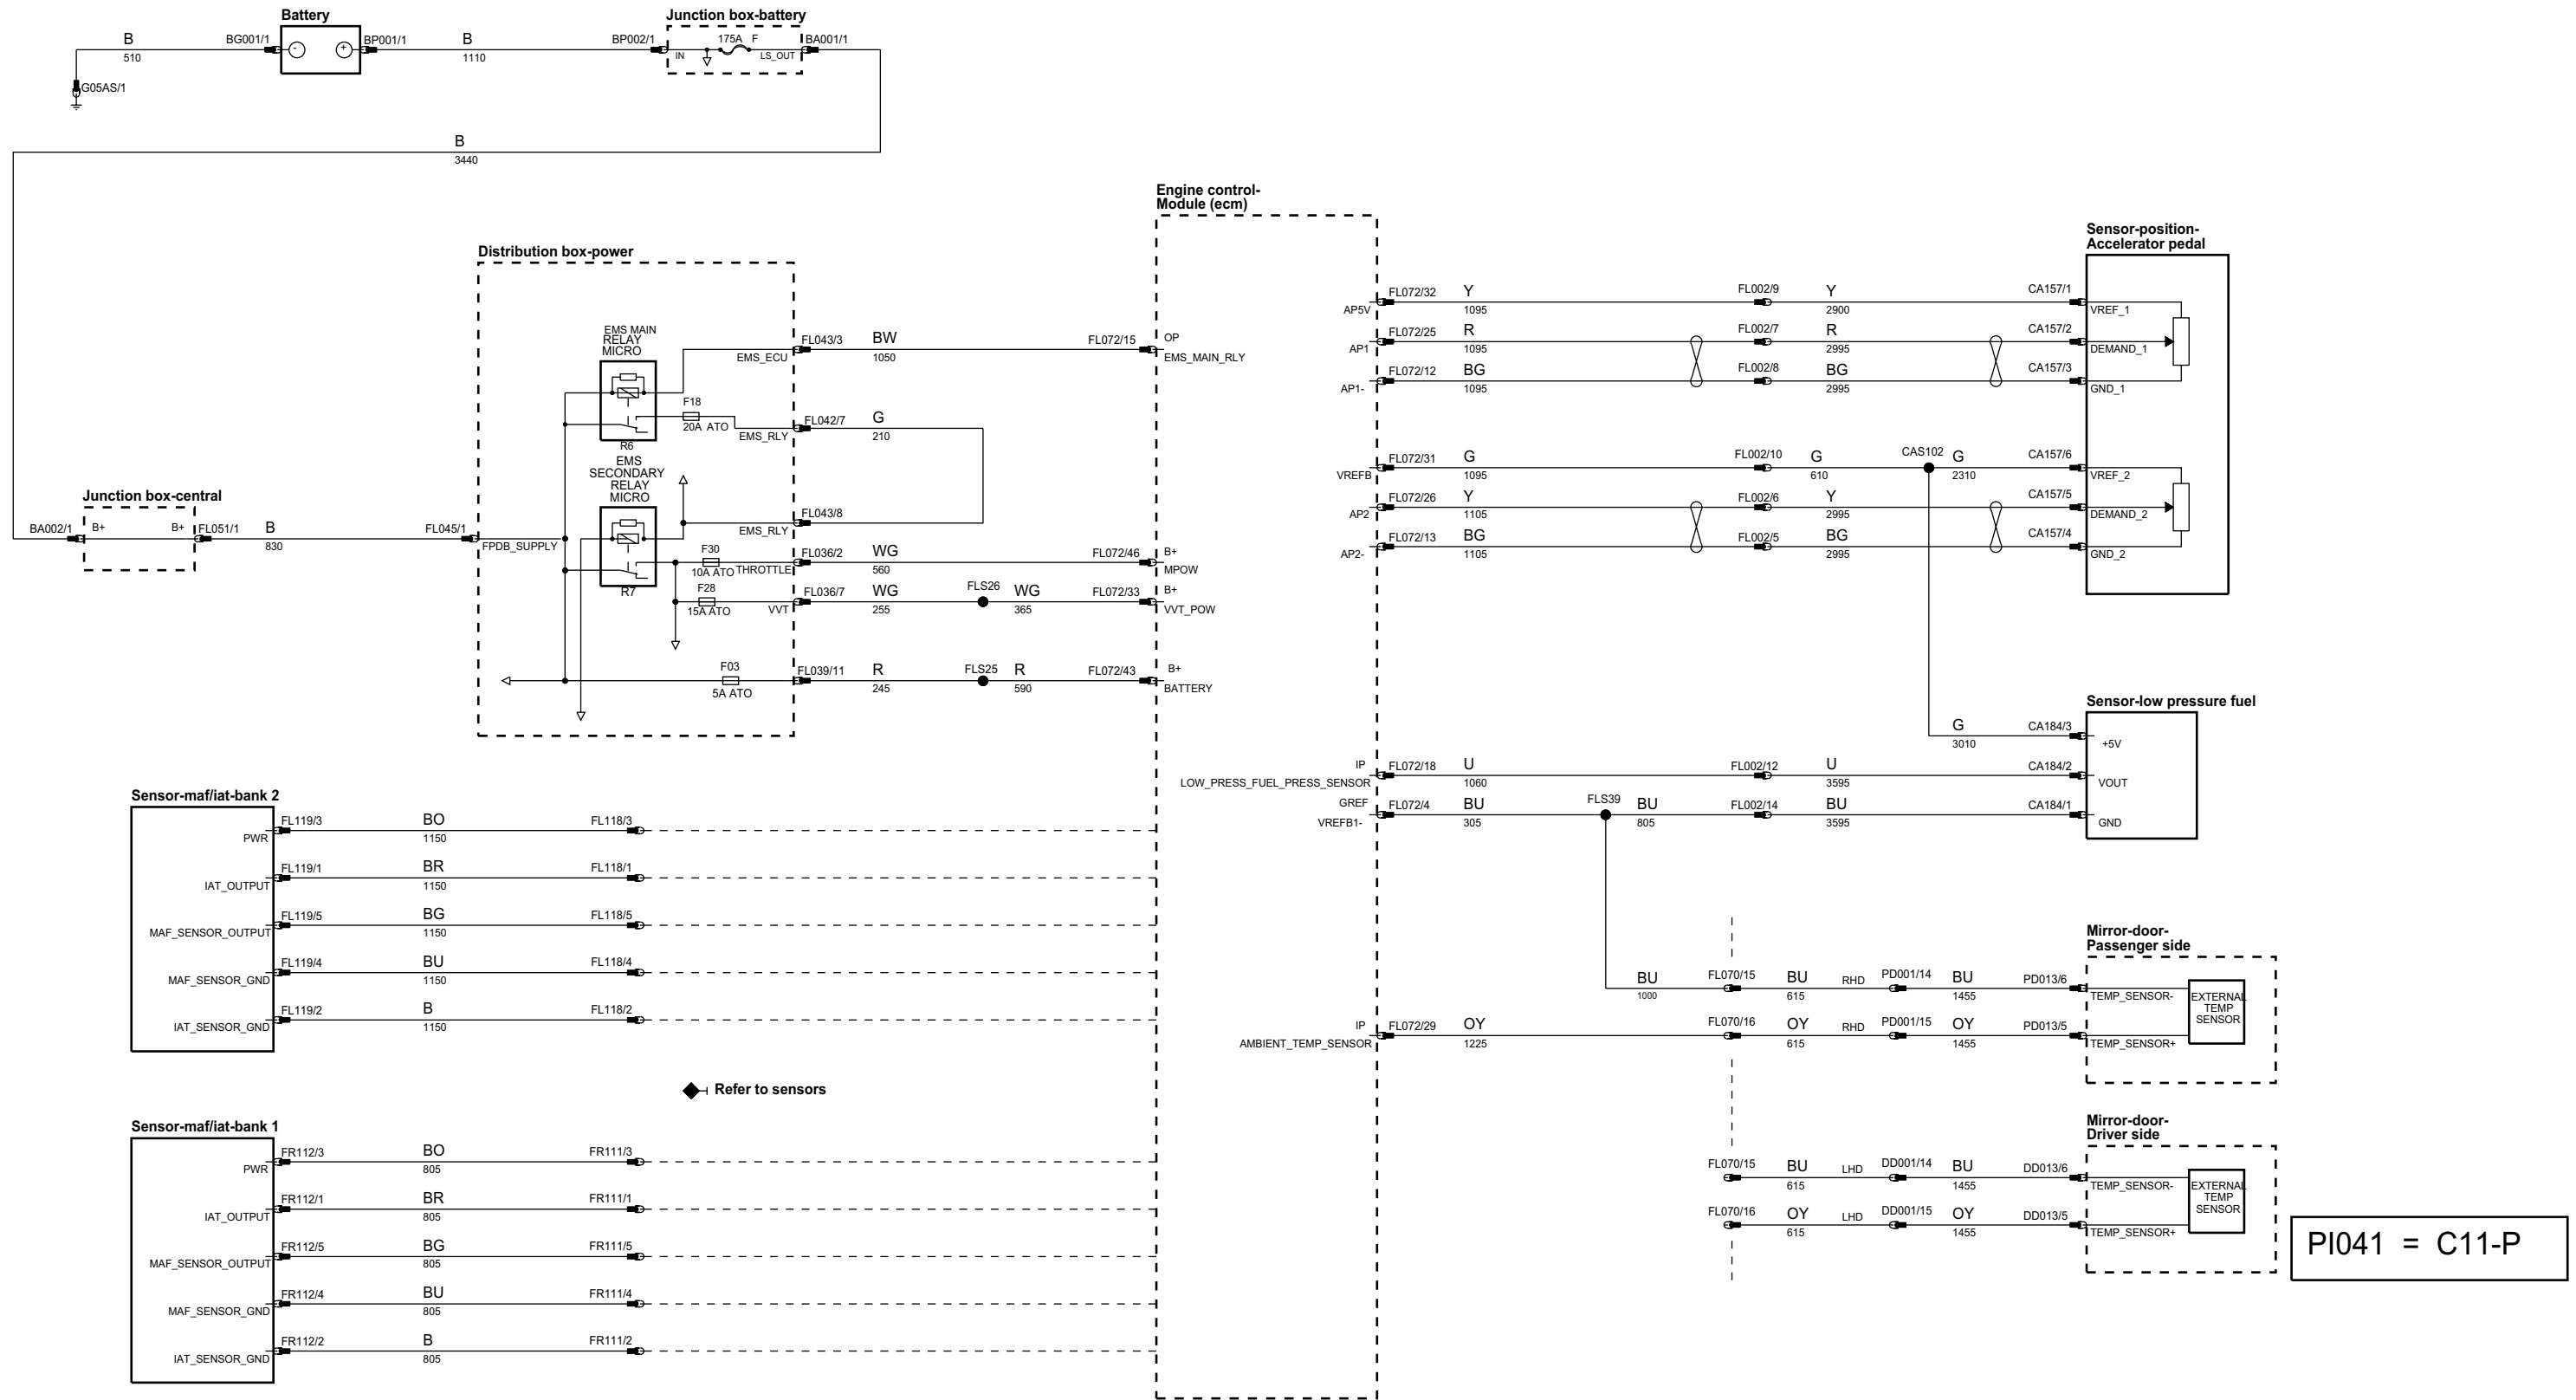 Battery
Junction box-battery
B
510
BG001/1
-
+
BP001/1
B
1110
BP002/1
175A F
IN
LS_OUT
BA001/1
G05AS/1
B
3440
Engine control-
Module (ecm)
Distribution box-power
Sensor-position-
Accelerator pedal
EMS MAIN
RELAY
MICRO
R6
EMS_ECU
FL043/3
BW
1050
FL072/15
OP
EMS_MAIN_RLY
F18
20A ATO
EMS_RLY
FL042/7
G
210
EMS
SECONDARY
RELAY
MICRO
R7
EMS_RLY
FL043/8
Junction box-central
BA002/1
B+
B+
FL051/1
B
830
FL045/1
FPDB_SUPPLY
F30
10A ATO
THROTTLE
FL036/2
WG
560
FL072/46
B+
MPOW
F28
15A ATO
VVT
FL036/7
WG
255
FLS26
WG
365
FL072/33
B+
VVT_POW
F03
5A ATO
FL039/11
R
245
FLS25
R
590
FL072/43
B+
BATTERY
AP5V
FL072/32
Y
1095
FL002/9
Y
2900
CA157/1
VREF_1
AP1
FL072/25
R
1095
FL002/7
R
2995
CA157/2
DEMAND_1
AP1-
FL072/12
BG
1095
FL002/8
BG
2995
CA157/3
GND_1
VREFB
FL072/31
G
1095
FL002/10
G
610
CAS102
G
2310
CA157/6
VREF_2
AP2
FL072/26
Y
1105
FL002/6
Y
2995
CA157/5
DEMAND_2
AP2-
FL072/13
BG
1105
FL002/5
BG
2995
CA157/4
GND_2
Sensor-low pressure fuel
G
3010
CA184/3
+5V
IP
LOW_PRESS_FUEL_PRESS_SENSOR
FL072/18
U
1060
FL002/12
U
3595
CA184/2
VOUT
GREF
VREFB1-
FL072/4
BU
305
FLS39
BU
805
FL002/14
BU
3595
CA184/1
GND
Sensor-maf/iat-bank 2
PWR
FL119/3
BO
1150
FL118/3
IAT_OUTPUT
FL119/1
BR
1150
FL118/1
MAF_SENSOR_OUTPUT
FL119/5
BG
1150
FL118/5
MAF_SENSOR_GND
FL119/4
BU
1150
FL118/4
IAT_SENSOR_GND
FL119/2
B
1150
FL118/2
Mirror-door-
Passenger side
BU
1000
FL070/15
BU
615
RHD
PD001/14
BU
1455
PD013/6
TEMP_SENSOR-
EXTERNAL
TEMP
SENSOR
IP
AMBIENT_TEMP_SENSOR
FL072/29
OY
1225
FL070/16
OY
615
RHD
PD001/15
OY
1455
PD013/5
TEMP_SENSOR+
Refer to sensors
Sensor-maf/iat-bank 1
PWR
FR112/3
BO
805
FR111/3
IAT_OUTPUT
FR112/1
BR
805
FR111/1
MAF_SENSOR_OUTPUT
FR112/5
BG
805
FR111/5
MAF_SENSOR_GND
FR112/4
BU
805
FR111/4
IAT_SENSOR_GND
FR112/2
B
805
FR111/2
Mirror-door-
Driver side
FL070/15
BU
615
LHD
DD001/14
BU
1455
DD013/6
TEMP_SENSOR-
EXTERNAL
TEMP
SENSOR
FL070/16
OY
615
LHD
DD001/15
OY
1455
DD013/5
TEMP_SENSOR+
PI041 = C11-P